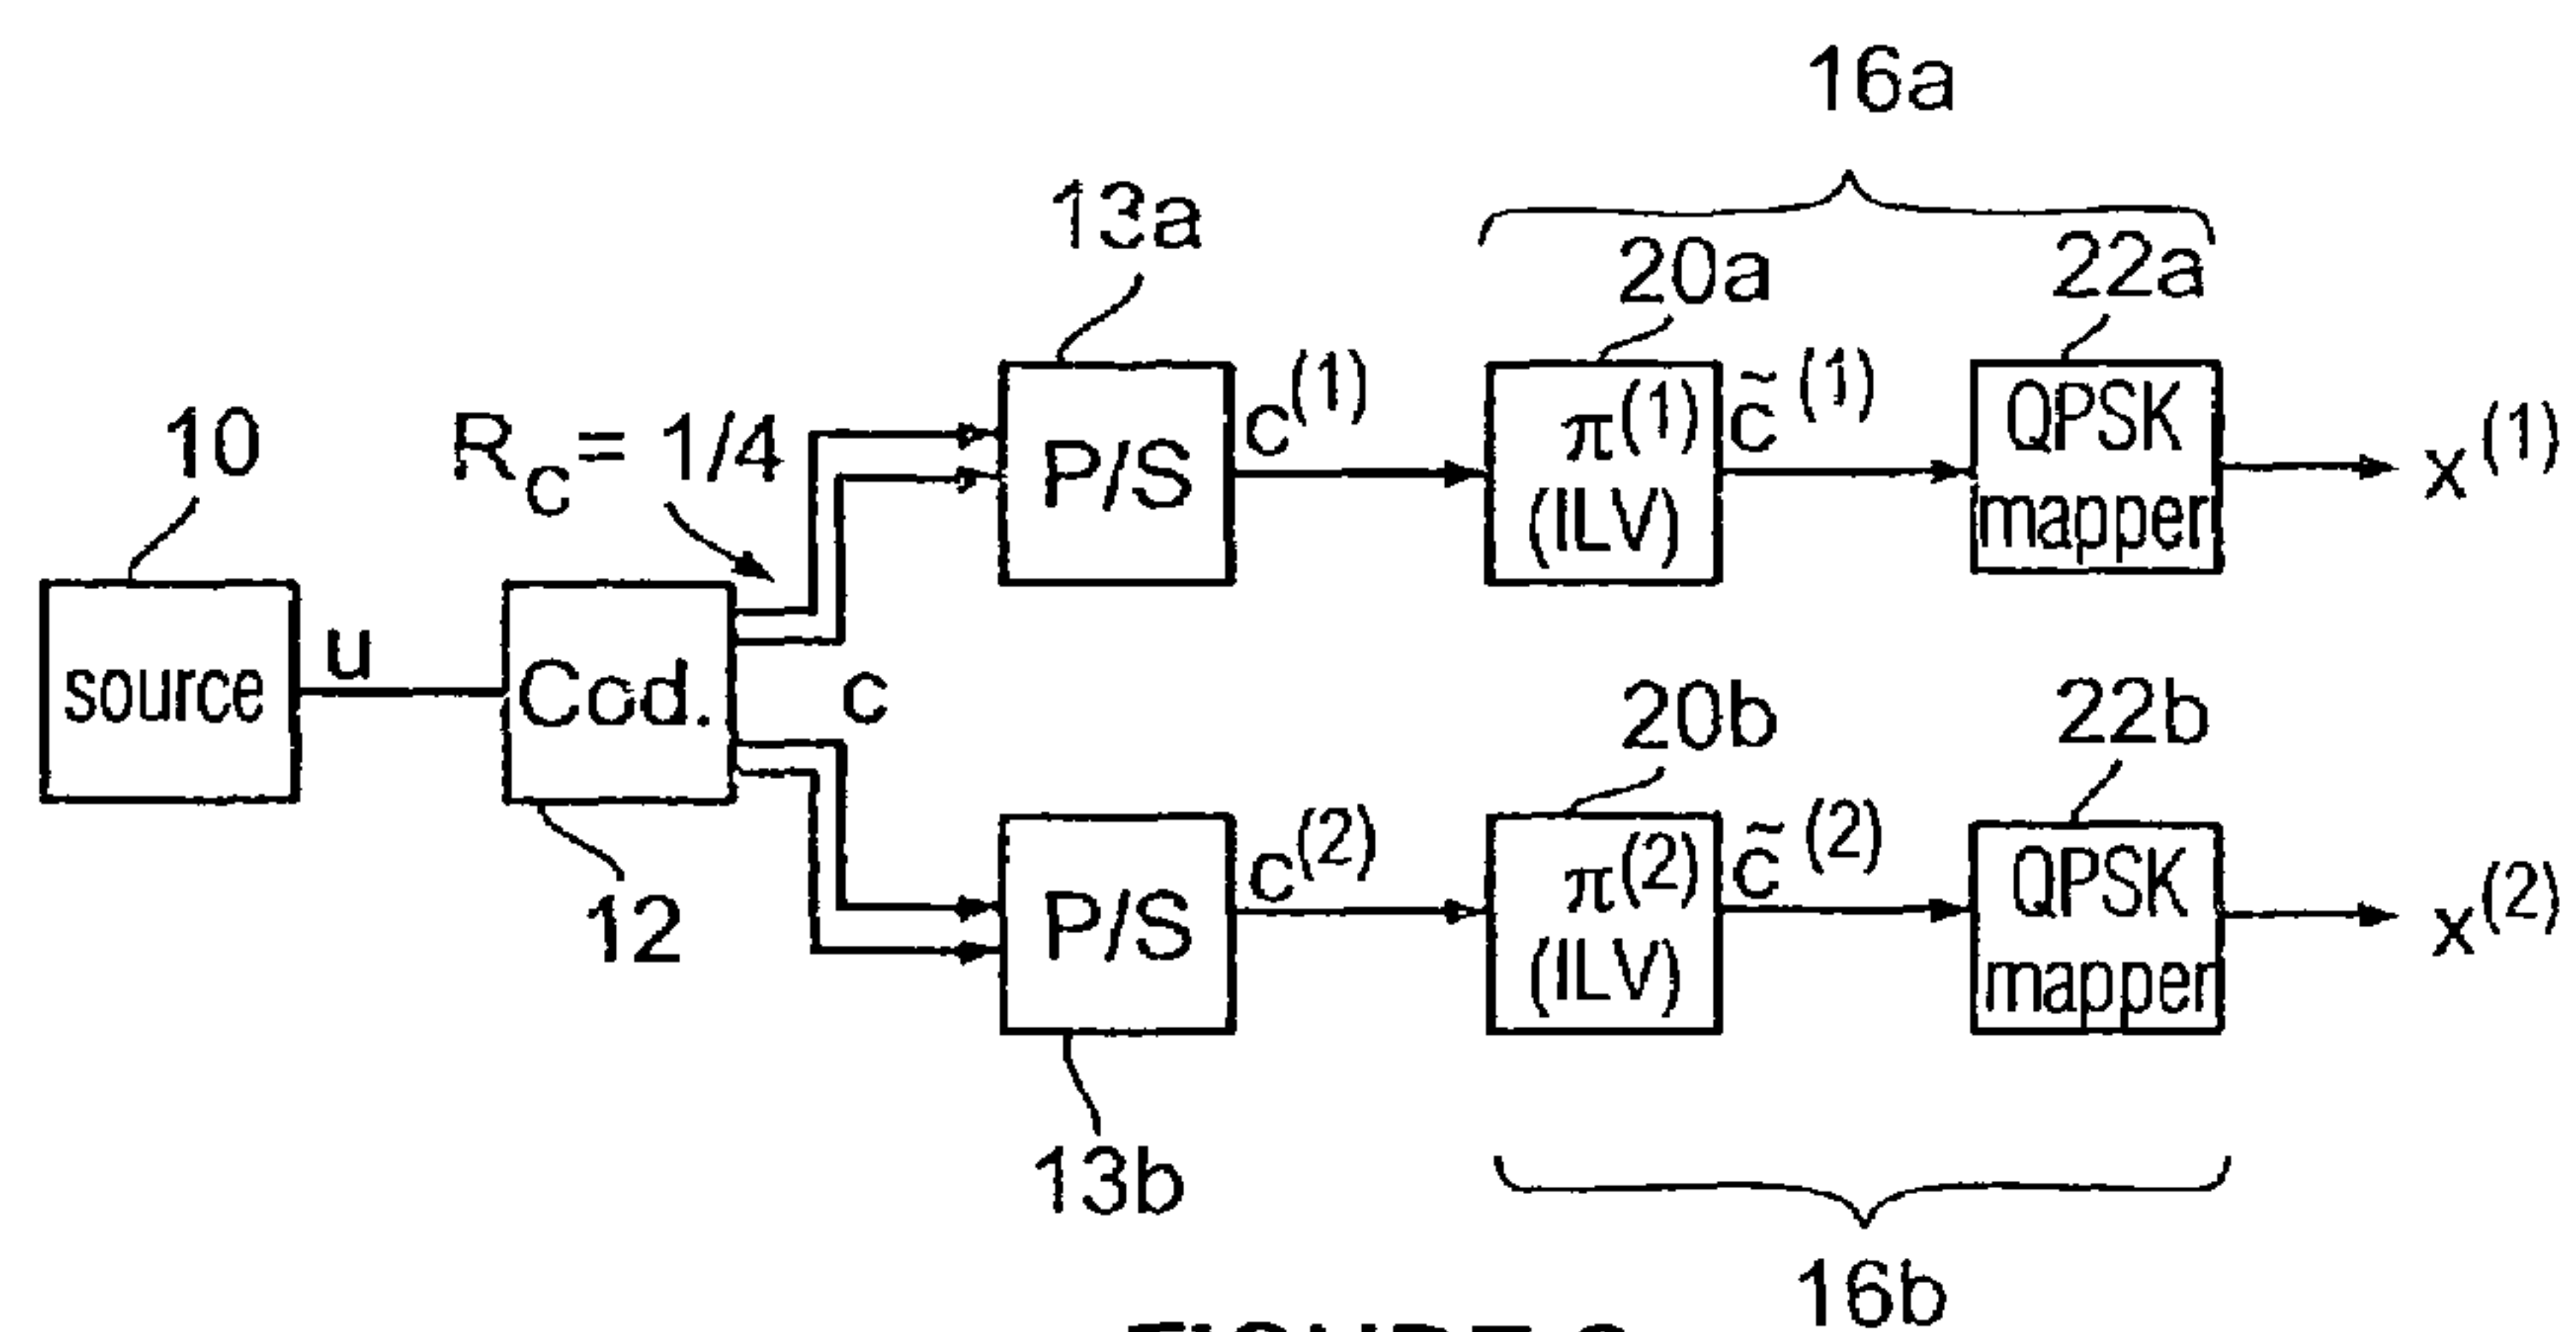 16a
13a
20a
22a
10
R_c = 1/4
P/S
c^(1)
π^(1)
(ILV)
c̃^(1)
QPSK
mapper
x^(1)
source
u
Cod.
c
12
20b
22b
P/S
c^(2)
π^(2)
(ILV)
c̃^(2)
QPSK
mapper
x^(2)
13b
16b